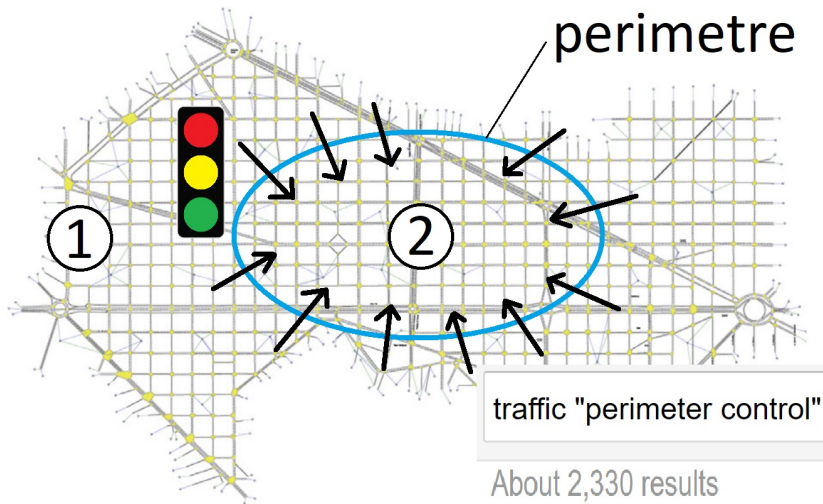 perimetre
1
2
traffic "perimeter control"
About 2,330 results